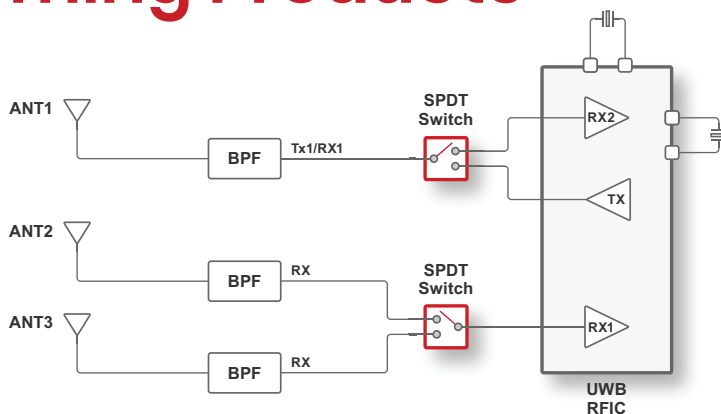 Products
ANT1
BPF
Tx1/RX1
SPDT
Switch
RX2
TX
ANT2
BPF
RX
SPDT
Switch
ANT3
BPF
RX
RX1
UWB
RFIC